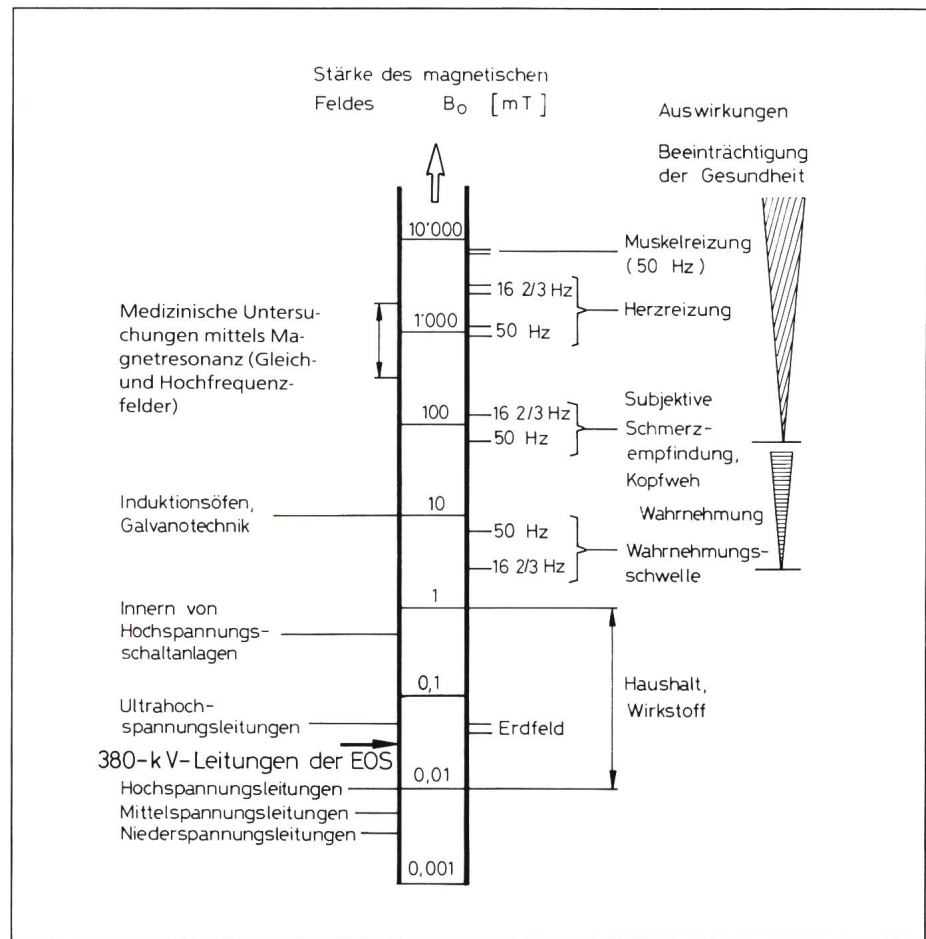 Stärke des magnetischen
Feldes B₀ [mT]
Auswirkungen
Beeinträchtigung
der Gesundheit
10'000
Muskelreizung
(50 Hz)
16 2/3 Hz
Herzreizung
Medizinische Untersu-
chungen mittels Ma-
gnetresonanz (Gleich-
und Hochfrequenz-
felder)
1'000
50 Hz
100
16 2/3 Hz
50 Hz
Subjektive
Schmerz-
empfindung,
Kopfweh
Induktionsöfen,
Galvanotechnik
10
Wahrnehmung
50 Hz
16 2/3 Hz
Wahrnehmungs-
schwelle
1
Innern von
Hochspannungs-
schaltanlagen
0,1
Haushalt,
Wirkstoff
Ultrahoch-
spannungsleitungen
Erdfeld
380-kV-Leitungen der EOS
0,01
Hochspannungsleitungen
Mittelspannungsleitungen
Niederspannungsleitungen
0,001